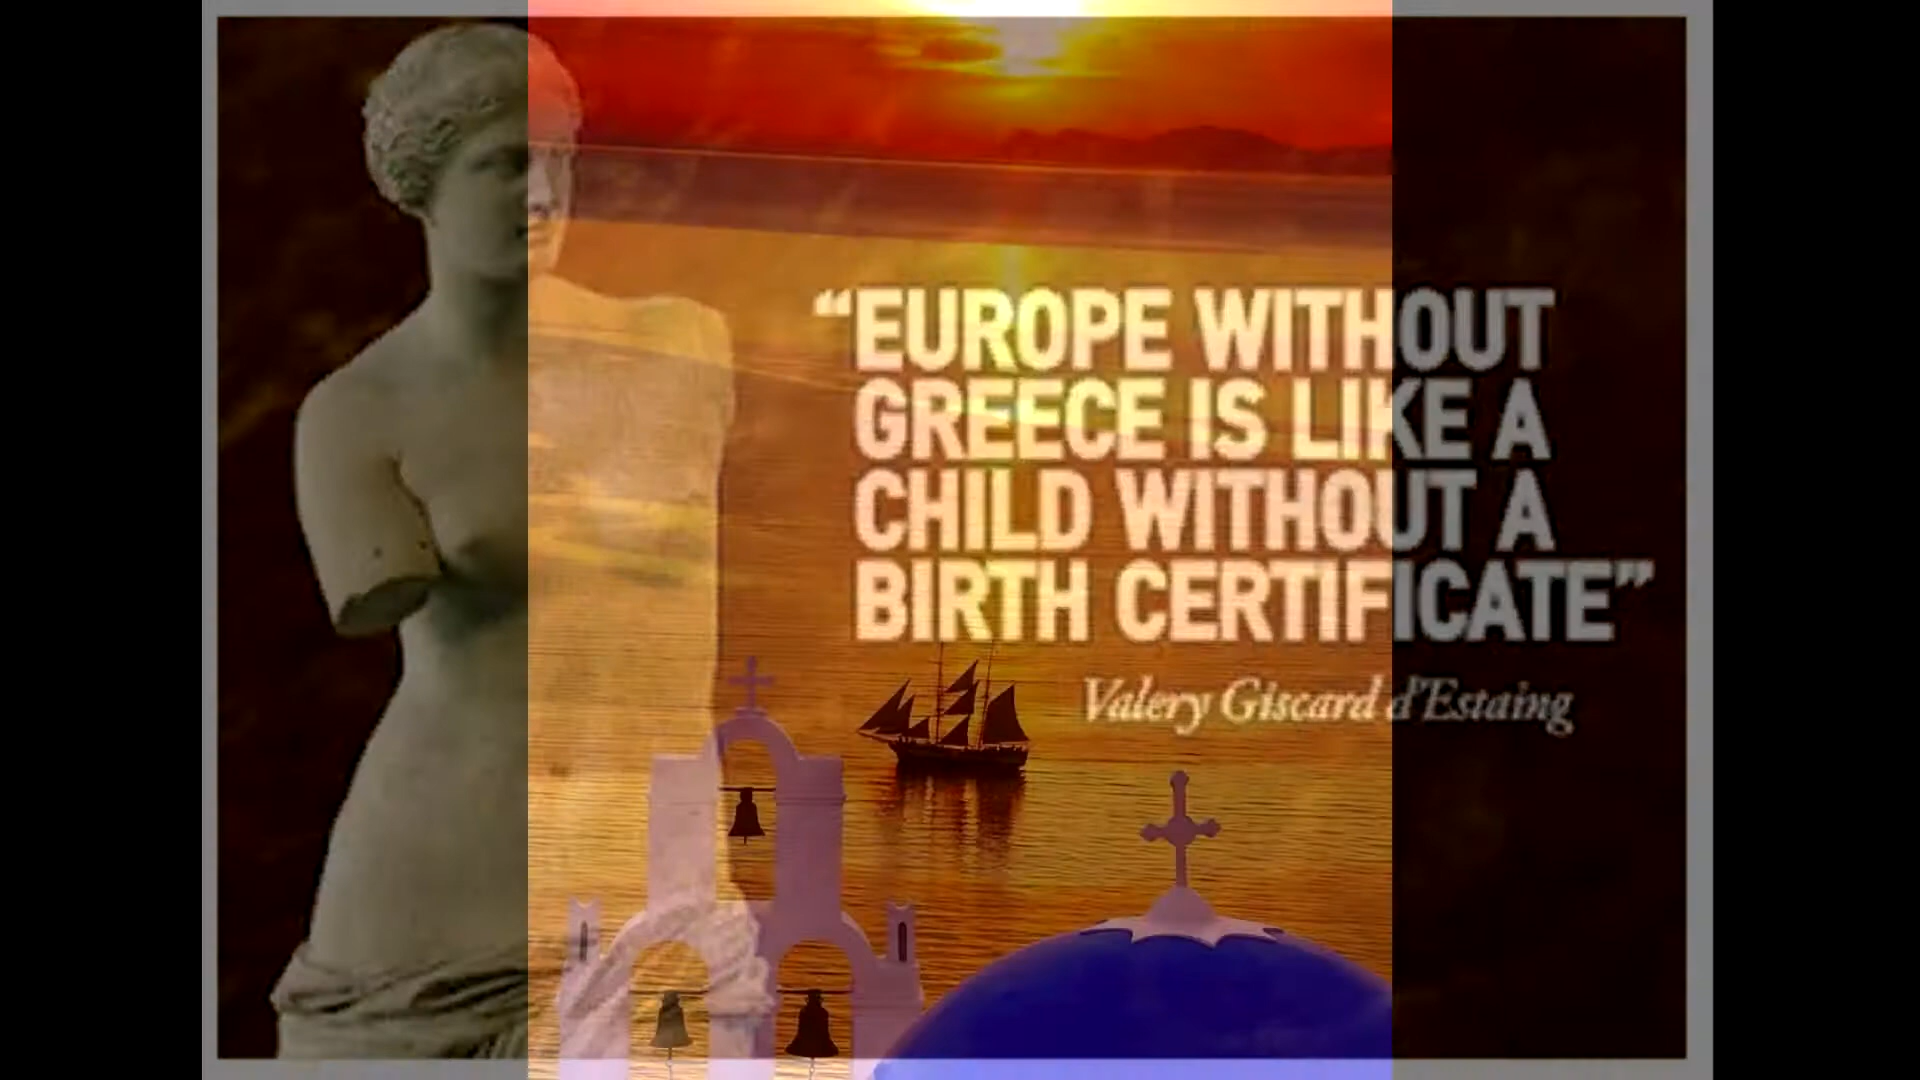 “EUROPE WITHOUT
GREECE IS LIKE A
CHILD WITHOUT A
BIRTH CERTIFICATE”
Valery Giscard d'Estaing